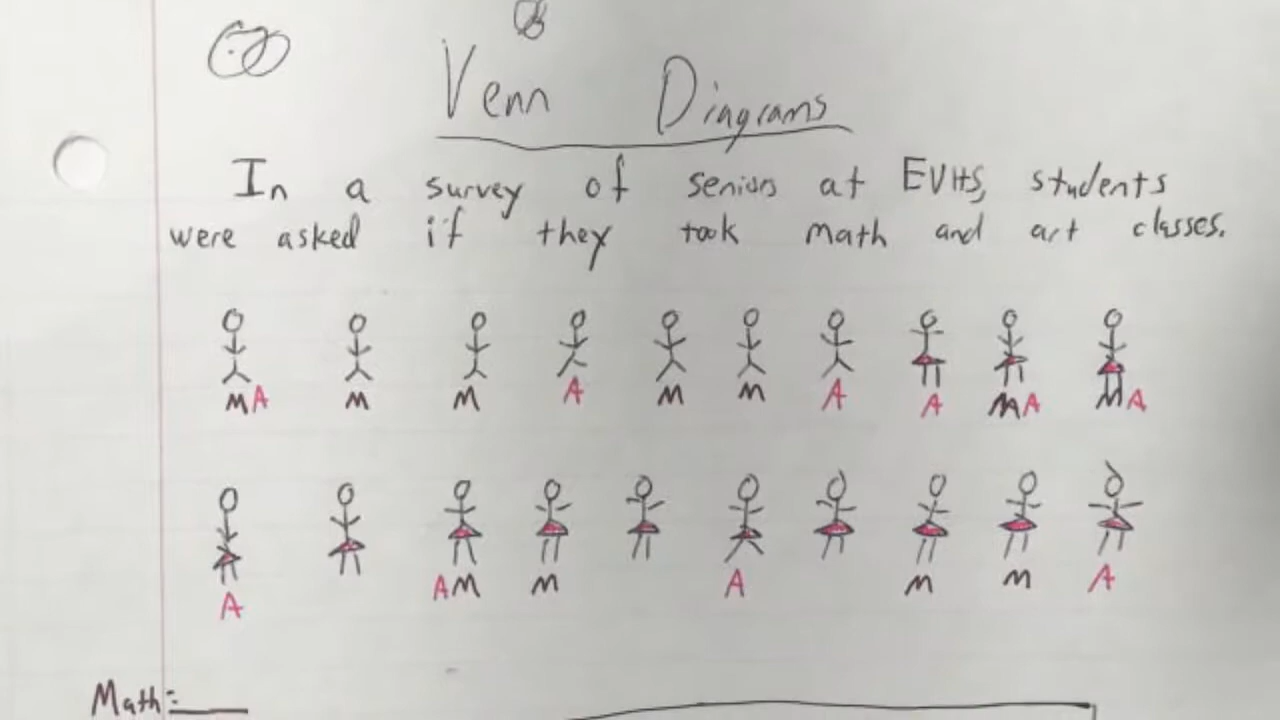 Venn Diagrams
In a survey of seniors at EVHS, students
were asked if they took math and art classes.
MA M M A M M A A MA MA
A AM M A M M A
Math: